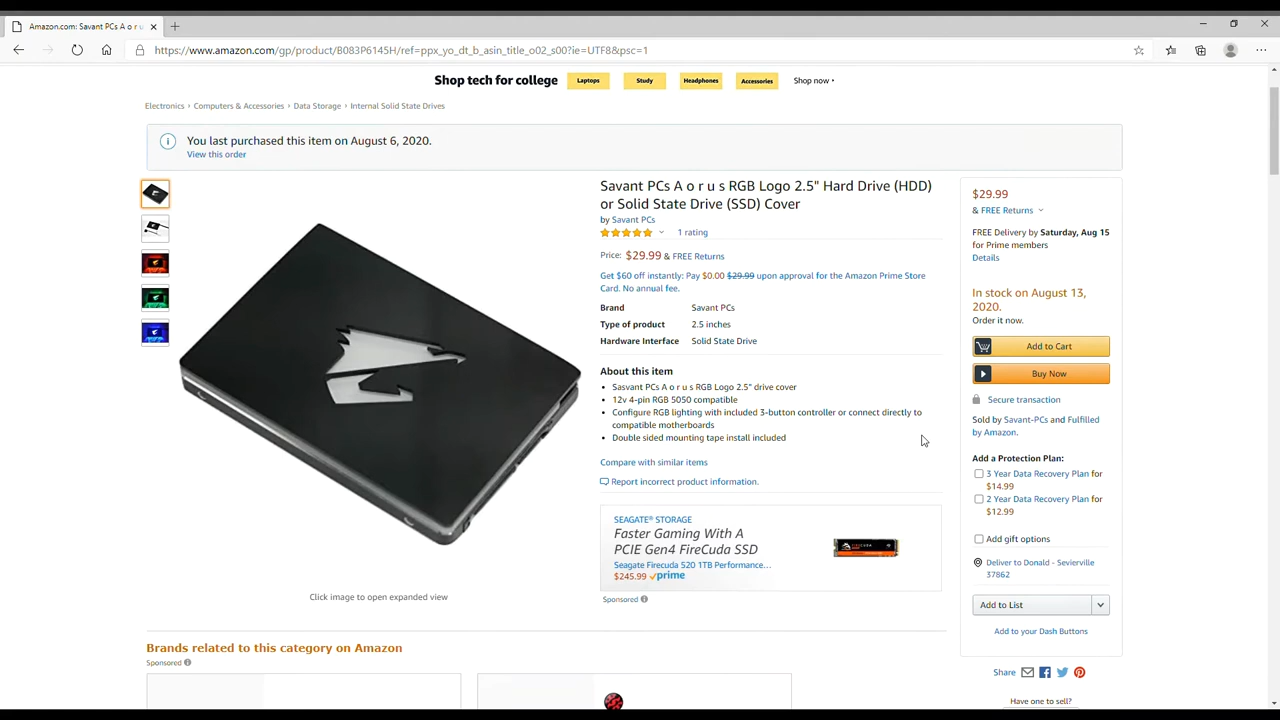 Amazon.com: Savant PCs A o r u s
https://www.amazon.com/gp/product/B083P6145H/ref=ppx_yo_dt_b_asin_title_o02_s00?ie=UTF8&psc=1
Shop tech for college
Laptops
Study
Headphones
Accessories
Shop now
Electronics › Computers & Accessories › Data Storage › Internal Solid State Drives
You last purchased this item on August 6, 2020.
View this order
Savant PCs A o r u s RGB Logo 2.5" Hard Drive (HDD)
or Solid State Drive (SSD) Cover
by Savant PCs
1 rating
Price: $29.99 & FREE Returns
Get $60 off instantly: Pay $0.00 $29.99 upon approval for the Amazon Prime Store
Card. No annual fee.
Brand Savant PCs
Type of product 2.5 inches
Hardware Interface Solid State Drive
About this item
• Sasvant PCs A o r u s RGB Logo 2.5" drive cover
• 12v 4-pin RGB 5050 compatible
• Configure RGB lighting with included 3-button controller or connect directly to
compatible motherboards
• Double sided mounting tape install included
Compare with similar items
Report incorrect product information.
SEAGATE® STORAGE
Faster Gaming With A
PCIE Gen4 FireCuda SSD
Seagate Firecuda 520 1TB Performance...
$245.99 prime
Sponsored
Click image to open expanded view
Brands related to this category on Amazon
Sponsored
$29.99
& FREE Returns
FREE Delivery by Saturday, Aug 15
for Prime members
Details
In stock on August 13,
2020.
Order it now.
Add to Cart
Buy Now
Secure transaction
Sold by Savant-PCs and Fulfilled
by Amazon.
Add a Protection Plan:
3 Year Data Recovery Plan for
$14.99
2 Year Data Recovery Plan for
$12.99
Add gift options
Deliver to Donald - Sevierville
37862
Add to List
Add to your Dash Buttons
Share
Have one to sell?